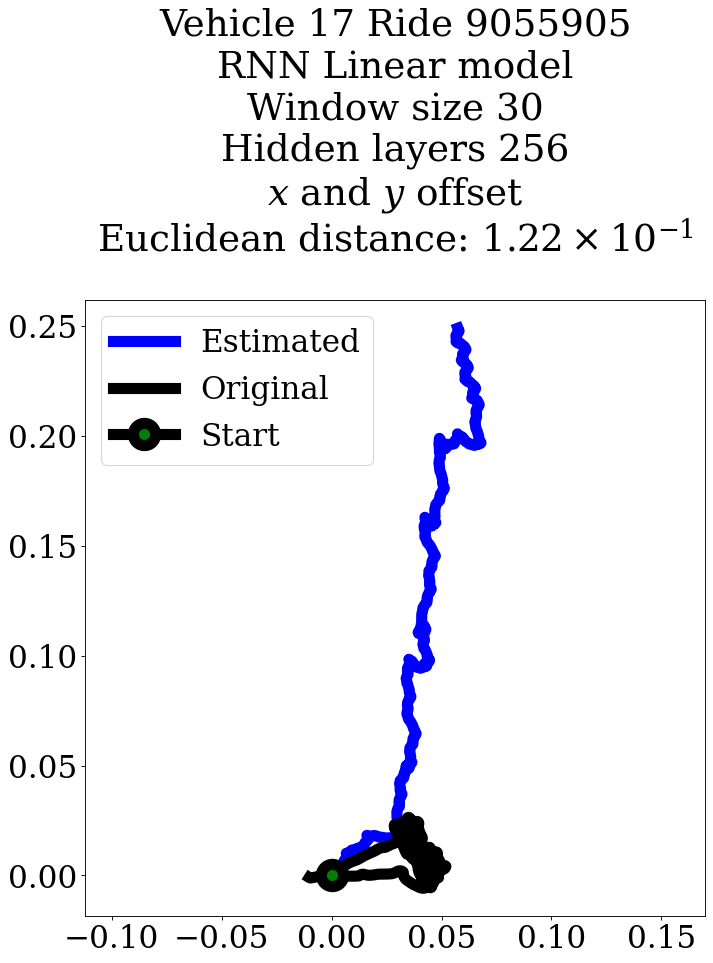 Vehicle 17 Ride 9055905
RNN Linear model
Window size 30
Hidden layers 256
x and y offset
Euclidean distance: 1.22 × 10⁻¹
Estimated
Original
Start
0.25
0.20
0.15
0.10
0.05
0.00
−0.10 −0.05 0.00 0.05 0.10 0.15